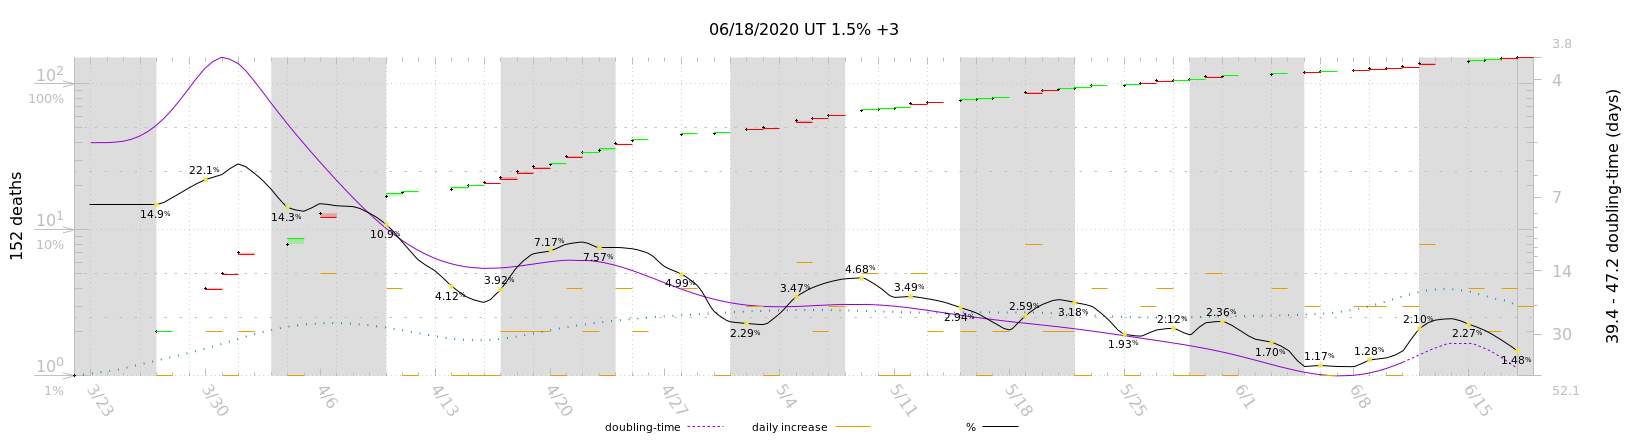 06/18/2020 UT 1.5% +3
3.8
10² 4
100%
22.1%
14.9% 14.3% 7
10¹ 10.9%
10% 7.17% 7.57%
4.12% 3.92% 4.99% 3.47% 4.68% 3.49% 14
2.29% 2.94% 2.59% 3.18% 1.93% 2.12% 2.36% 2.10% 2.27% 30
1.70% 1.17% 1.28% 1.48%
10⁰
1% 52.1
152 deaths
39.4 - 47.2 doubling-time (days)
3/23 3/30 4/6 4/13 4/20 4/27 5/4 5/11 5/18 5/25 6/1 6/8 6/15
doubling-time daily increase %